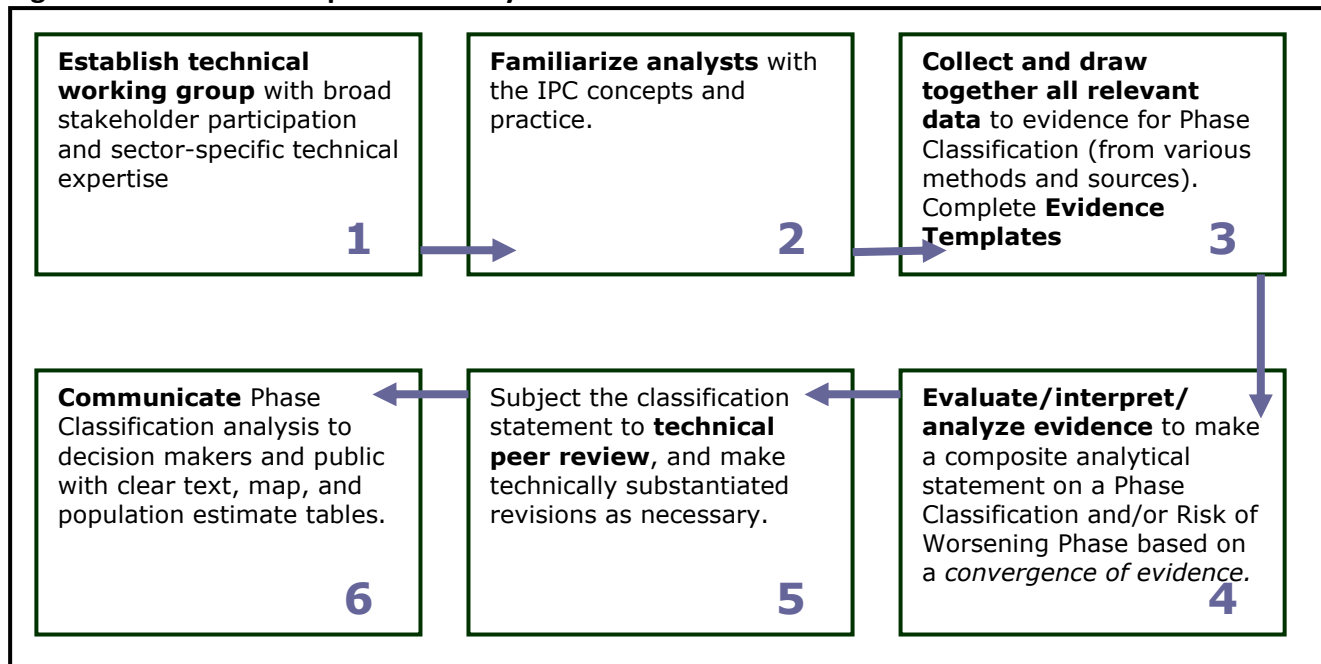 Establish technical
working group with broad
stakeholder participation
and sector-specific technical
expertise
1
Familiarize analysts with
the IPC concepts and
practice.
2
Collect and draw
together all relevant
data to evidence for Phase
Classification (from various
methods and sources).
Complete Evidence
Templates
3
Evaluate/interpret/
analyze evidence to make
a composite analytical
statement on a Phase
Classification and/or Risk of
Worsening Phase based on
a convergence of evidence.
4
Subject the classification
statement to technical
peer review, and make
technically substantiated
revisions as necessary.
5
Communicate Phase
Classification analysis to
decision makers and public
with clear text, map, and
population estimate tables.
6